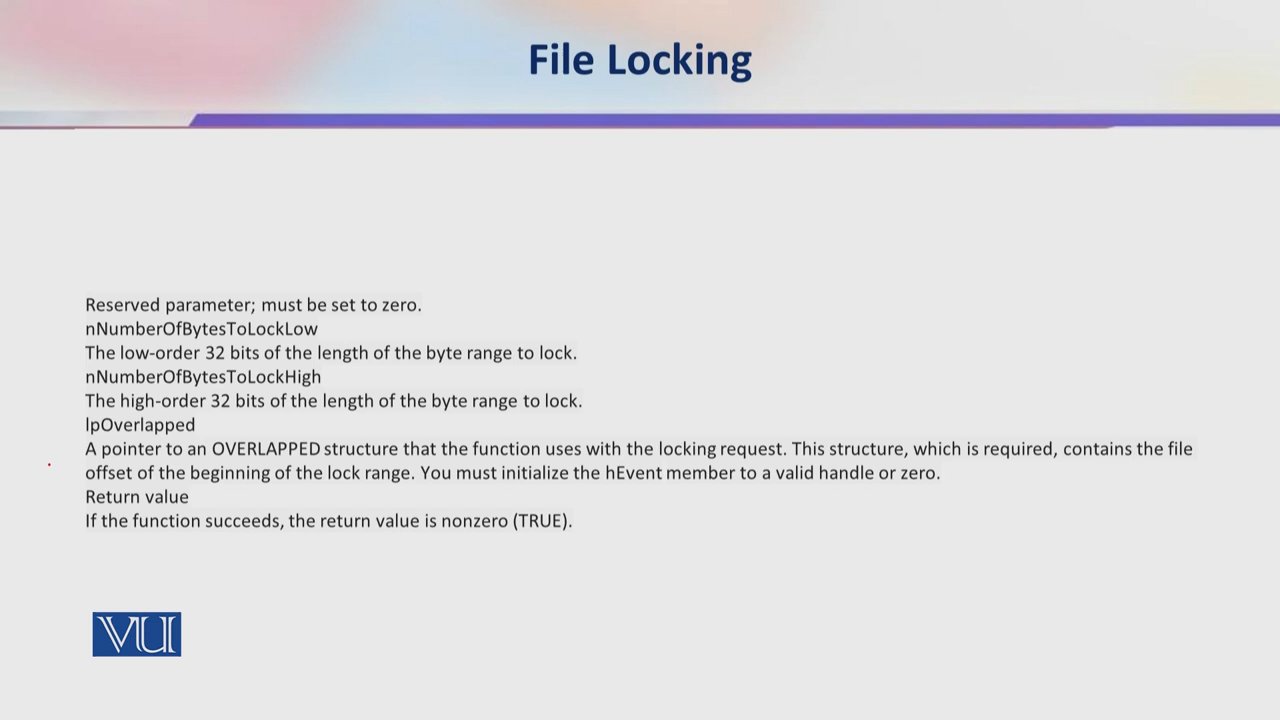 File Locking
Reserved parameter; must be set to zero.
nNumberOfBytesToLockLow
The low-order 32 bits of the length of the byte range to lock.
nNumberOfBytesToLockHigh
The high-order 32 bits of the length of the byte range to lock.
lpOverlapped
A pointer to an OVERLAPPED structure that the function uses with the locking request. This structure, which is required, contains the file
offset of the beginning of the lock range. You must initialize the hEvent member to a valid handle or zero.
Return value
If the function succeeds, the return value is nonzero (TRUE).
VU